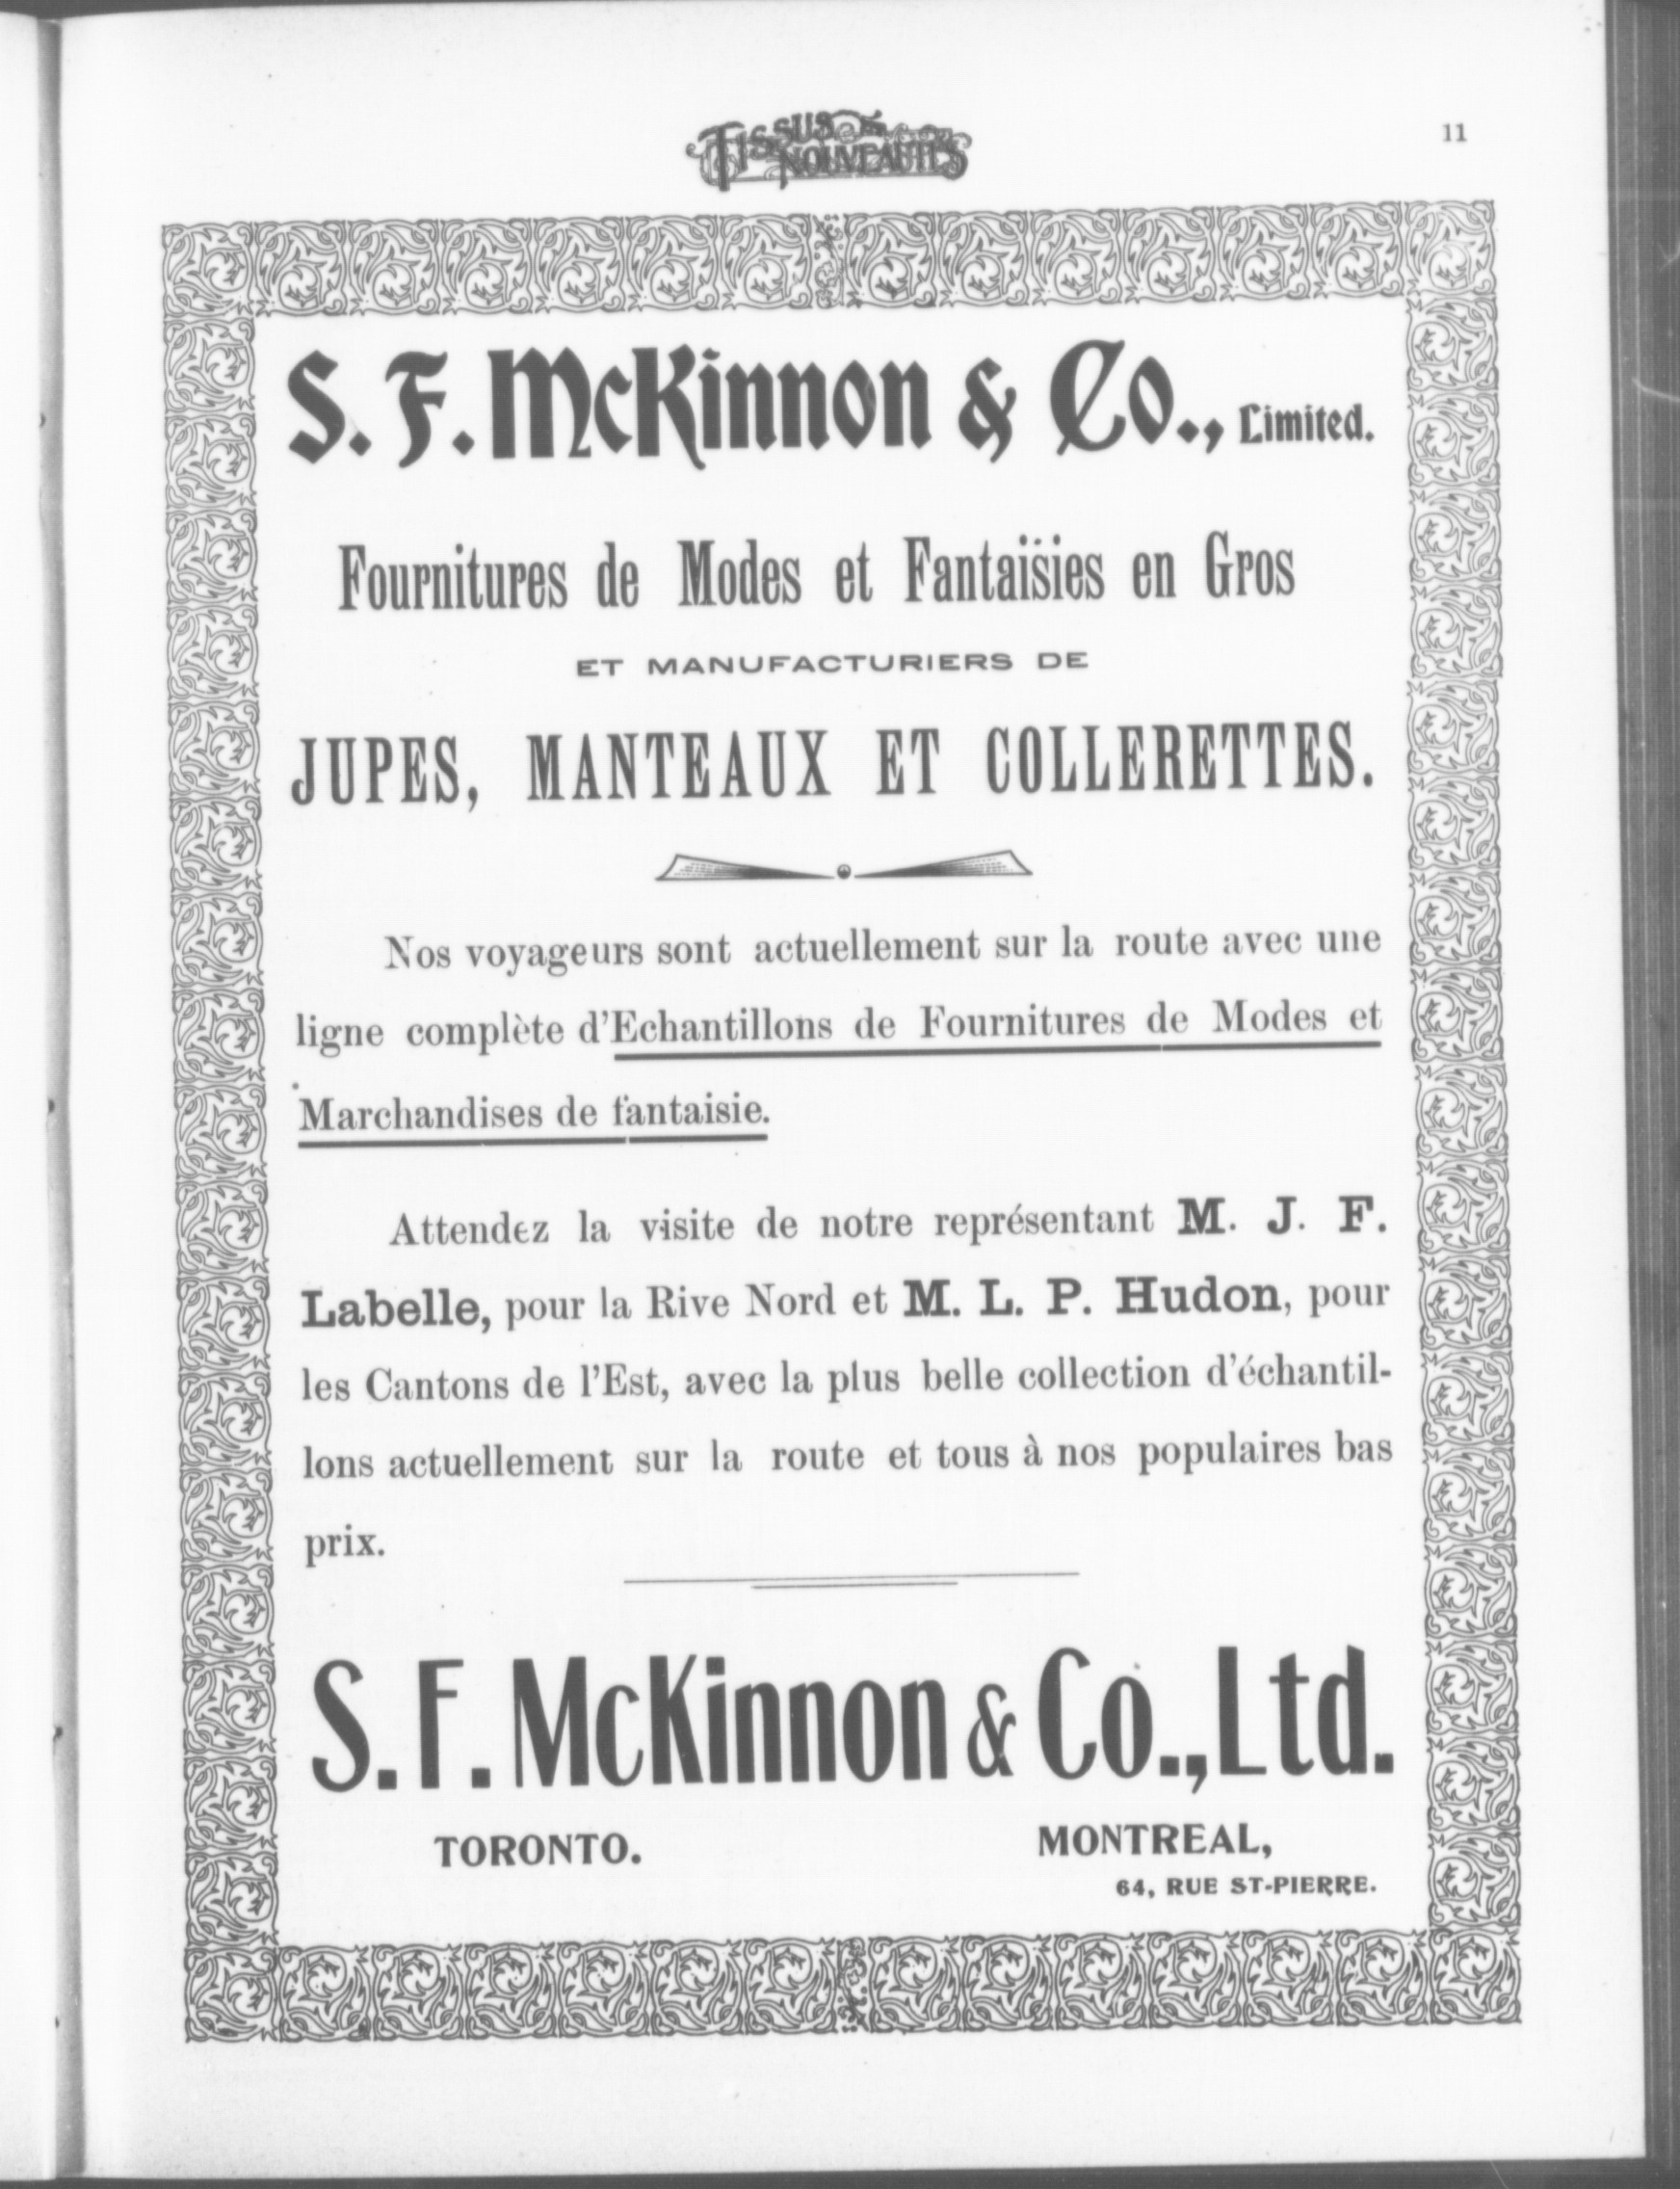 TISSUS & NOUVEAUTES
11
S. F. McKinnon & Co., Limited.
Fournitures de Modes et Fantaisies en Gros
ET MANUFACTURIERS DE
JUPES, MANTEAUX ET COLLERETTES.
Nos voyageurs sont actuellement sur la route avec une
ligne complète d'Echantillons de Fournitures de Modes et
Marchandises de fantaisie.
Attendez la visite de notre représentant M. J. F.
Labelle, pour la Rive Nord et M. L. P. Hudon, pour
les Cantons de l'Est, avec la plus belle collection d'échantil-
lons actuellement sur la route et tous à nos populaires bas
prix.
S. F. McKinnon & Co., Ltd.
TORONTO.
MONTREAL,
64, RUE ST-PIERRE.